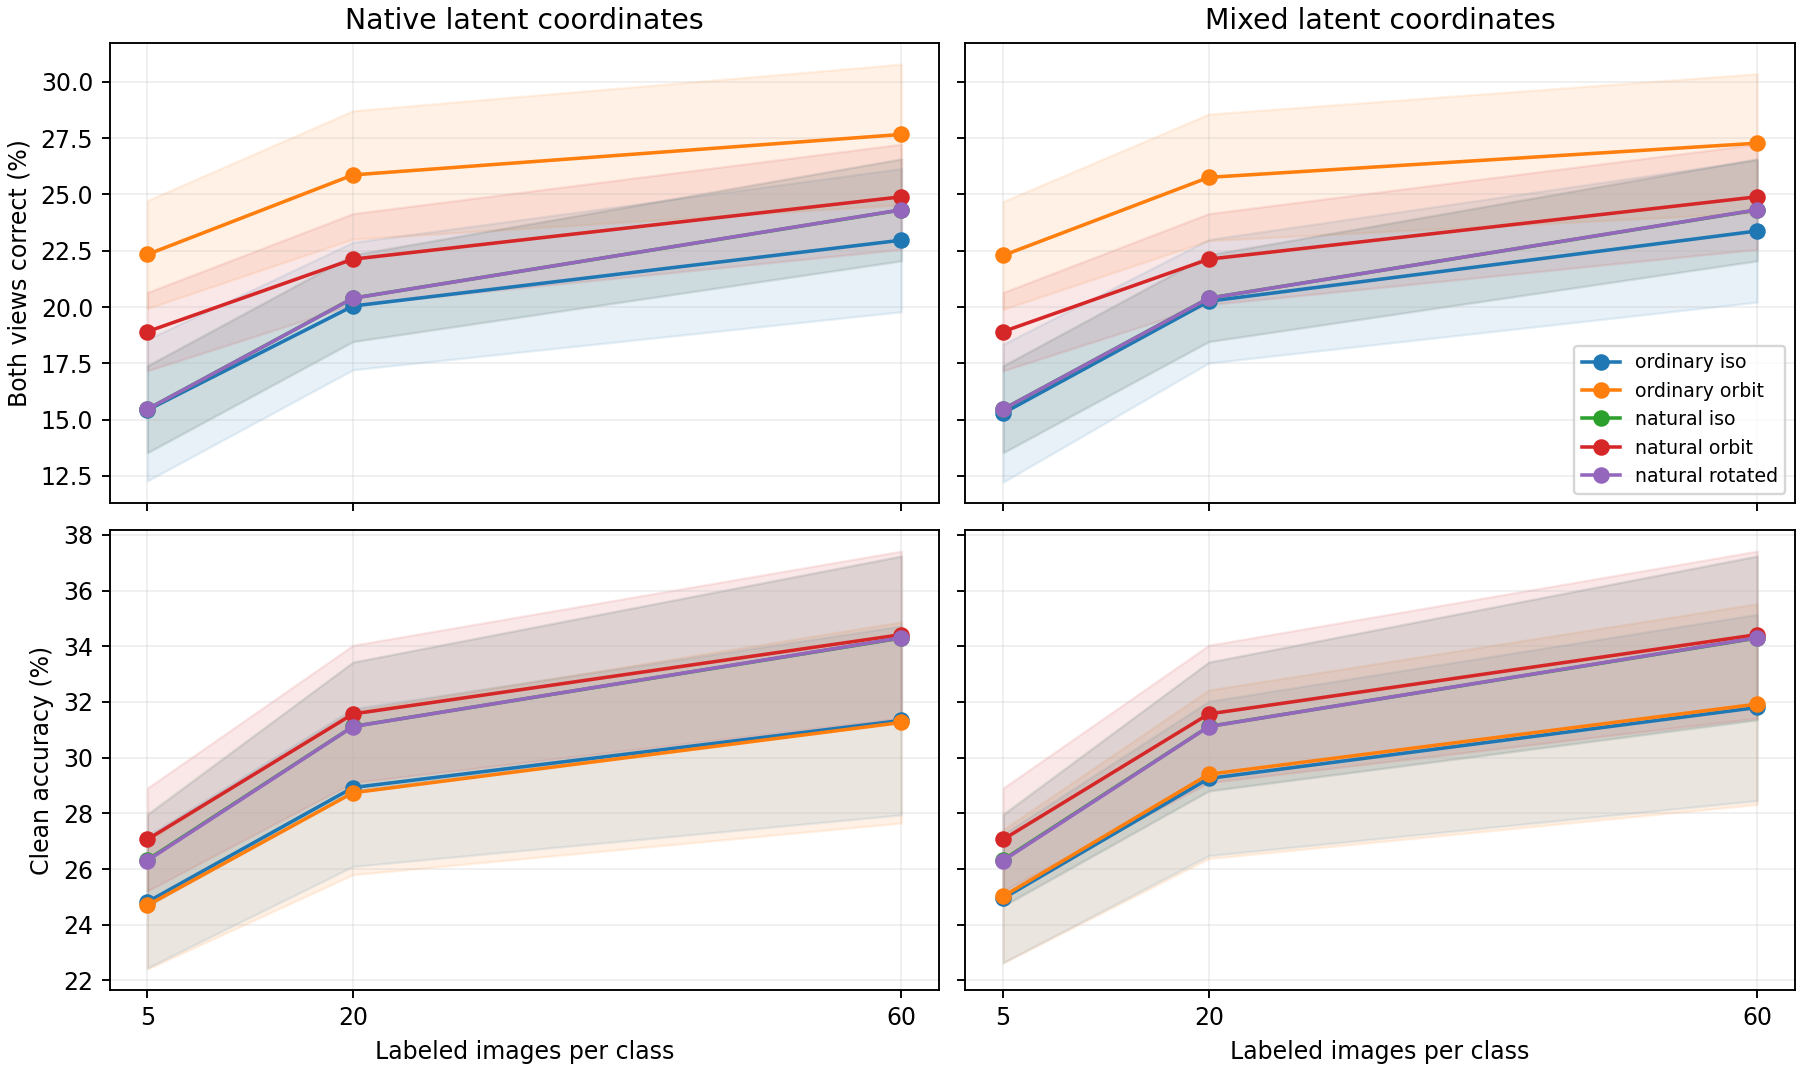 Native latent coordinates
Mixed latent coordinates
Both views correct (%)
30.0
27.5
25.0
22.5
20.0
17.5
15.0
12.5
ordinary iso
ordinary orbit
natural iso
natural orbit
natural rotated
Clean accuracy (%)
38
36
34
32
30
28
26
24
22
5
20
60
5
20
60
Labeled images per class
Labeled images per class